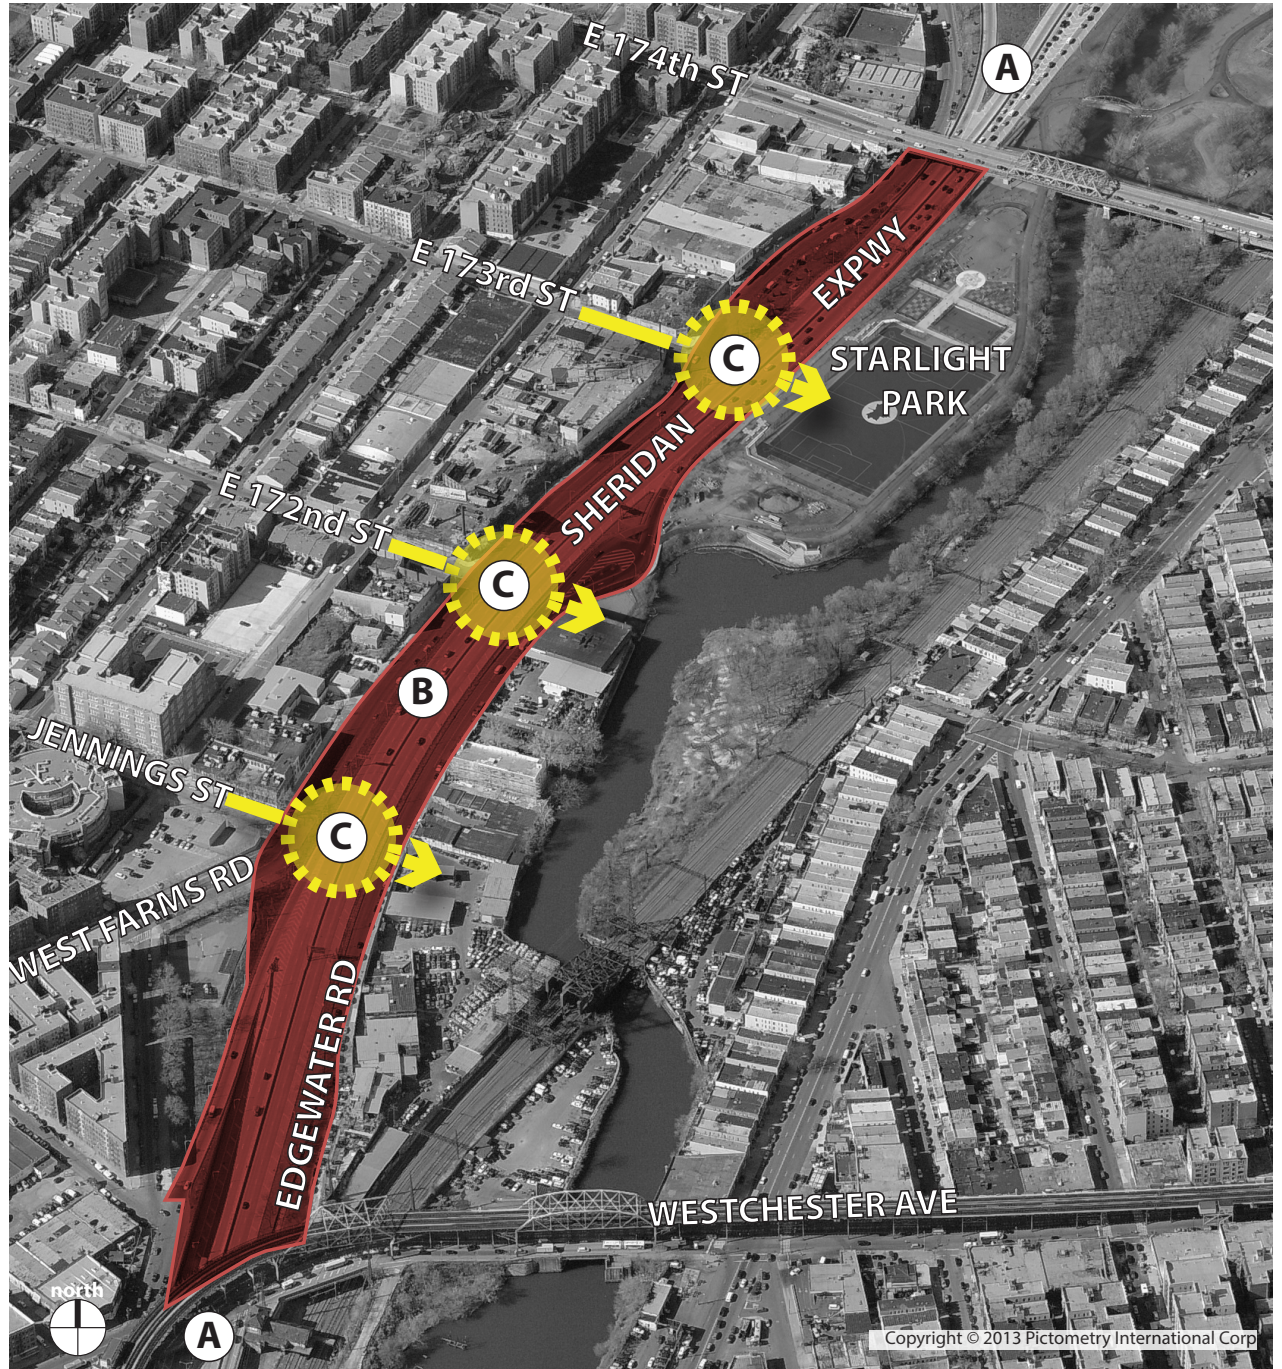 E 174th ST
A
E 173rd ST
EXPWY
C
STARLIGHT
PARK
SHERIDAN
E 172nd ST
C
B
JENNINGS ST
C
WEST FARMS RD
EDGEWATER RD
WESTCHESTER AVE
north
A
Copyright © 2013 Pictometry International Corp